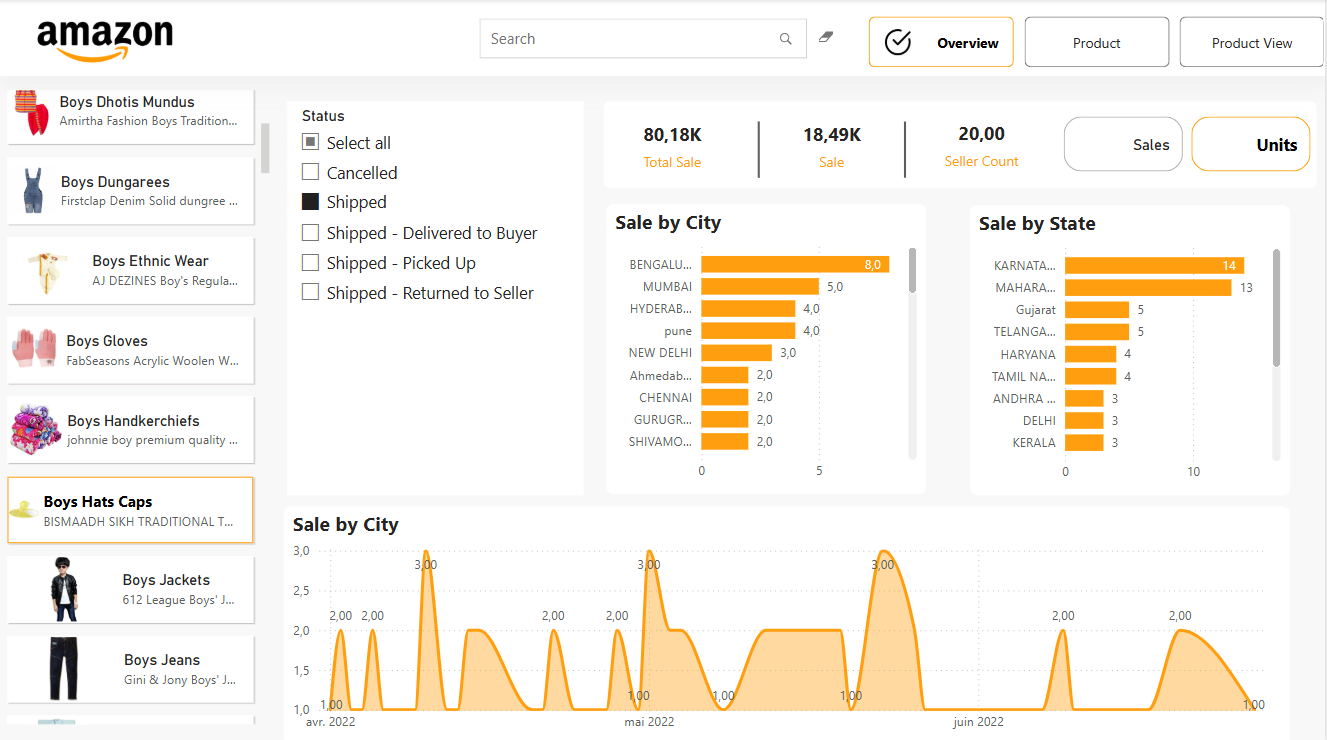 amazon
Search
Overview
Product
Product View
Boys Dhotis Mundus
Amirtha Fashion Boys Tradition...
Boys Dungarees
Firstclap Denim Solid dungree ...
Boys Ethnic Wear
AJ DEZINES Boy's Regula...
Boys Gloves
FabSeasons Acrylic Woolen W...
Boys Handkerchiefs
johnnie boy premium quality ...
Boys Hats Caps
BISMAADH SIKH TRADITIONAL T...
Boys Jackets
612 League Boys' J...
Boys Jeans
Gini & Jony Boys' J...
Status
Select all
Cancelled
Shipped
Shipped - Delivered to Buyer
Shipped - Picked Up
Shipped - Returned to Seller
80,18K
Total Sale
18,49K
Sale
20,00
Seller Count
Sales
Units
Sale by City
BENGALU... 8,0
MUMBAI 5,0
HYDERAB... 4,0
pune 4,0
NEW DELHI 3,0
Ahmedab... 2,0
CHENNAI 2,0
GURUGR... 2,0
SHIVAMO... 2,0
0 5
Sale by State
KARNATA... 14
MAHARA... 13
Gujarat 5
TELANGA... 5
HARYANA 4
TAMIL NA... 4
ANDHRA ... 3
DELHI 3
KERALA 3
0 10
Sale by City
3,0
2,5
2,0
1,5
1,0
1,00 2,00 2,00 3,00 2,00 2,00 1,00 3,00 1,00 1,00 3,00 2,00 2,00 1,00
avr. 2022 mai 2022 juin 2022